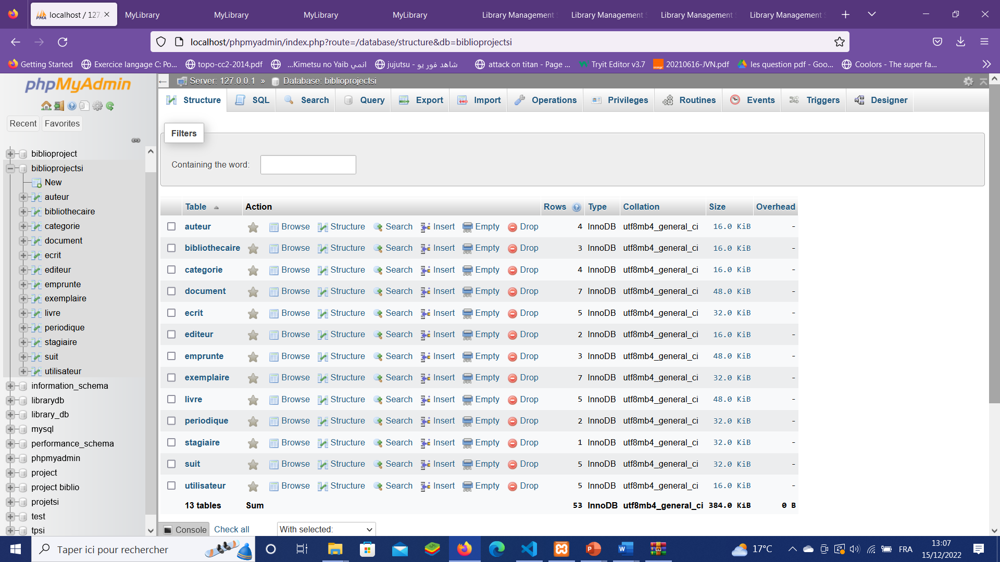 localhost / 127.
MyLibrary
MyLibrary
MyLibrary
MyLibrary
Library Management
Library Management
Library Management
Library Management
localhost/phpmyadmin/index.php?route=/database/structure&db=biblioprojectsi
Getting Started
Exercice langage C: Po...
topo-cc2-2014.pdf
انمي Kimetsu no Yaib...
شاهد فور يو - jujutsu
attack on titan - Page ...
Tryit Editor v3.7
20210616-JVN.pdf
les question pdf - Goo...
Coolors - The super fa...
phpMyAdmin
Recent
Favorites
biblioproject
biblioprojectsi
New
auteur
bibliothecaire
categorie
document
ecrit
editeur
emprunte
exemplaire
livre
periodique
stagiaire
suit
utilisateur
information_schema
librarydb
library_db
mysql
performance_schema
phpmyadmin
project
project biblio
projetsi
test
tpsi
Server: 127.0.0.1 » Database: biblioprojectsi
Structure SQL Search Query Export Import Operations Privileges Routines Events Triggers Designer
Filters
Containing the word:
Table Action Rows Type Collation Size Overhead
auteur Browse Structure Search Insert Empty Drop 4 InnoDB utf8mb4_general_ci 16.0 KiB -
bibliothecaire Browse Structure Search Insert Empty Drop 3 InnoDB utf8mb4_general_ci 16.0 KiB -
categorie Browse Structure Search Insert Empty Drop 4 InnoDB utf8mb4_general_ci 16.0 KiB -
document Browse Structure Search Insert Empty Drop 7 InnoDB utf8mb4_general_ci 48.0 KiB -
ecrit Browse Structure Search Insert Empty Drop 5 InnoDB utf8mb4_general_ci 32.0 KiB -
editeur Browse Structure Search Insert Empty Drop 2 InnoDB utf8mb4_general_ci 16.0 KiB -
emprunte Browse Structure Search Insert Empty Drop 3 InnoDB utf8mb4_general_ci 48.0 KiB -
exemplaire Browse Structure Search Insert Empty Drop 7 InnoDB utf8mb4_general_ci 32.0 KiB -
livre Browse Structure Search Insert Empty Drop 5 InnoDB utf8mb4_general_ci 48.0 KiB -
periodique Browse Structure Search Insert Empty Drop 2 InnoDB utf8mb4_general_ci 32.0 KiB -
stagiaire Browse Structure Search Insert Empty Drop 1 InnoDB utf8mb4_general_ci 32.0 KiB -
suit Browse Structure Search Insert Empty Drop 5 InnoDB utf8mb4_general_ci 32.0 KiB -
utilisateur Browse Structure Search Insert Empty Drop 5 InnoDB utf8mb4_general_ci 16.0 KiB -
13 tables Sum 53 InnoDB utf8mb4_general_ci 384.0 KiB 0 B
Console
Check all
With selected:
Taper ici pour rechercher
17°C
FRA
13:07
15/12/2022